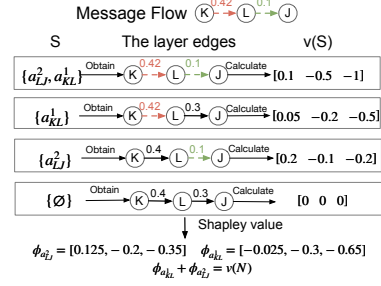 Message Flow K 0.42 L 0.1 J
S The layer edges v(S)
{a²_LJ, a¹_KL} Obtain K 0.42 L 0.1 J Calculate [0.1 −0.5 −1]
{a¹_KL} Obtain K 0.42 L 0.3 J Calculate [0.05 −0.2 −0.5]
{a²_LJ} Obtain K 0.4 L 0.1 J Calculate [0.2 −0.1 −0.2]
{∅} Obtain K 0.4 L 0.3 J Calculate [0 0 0]
Shapley value
ϕ_a²_LJ = [0.125, − 0.2, − 0.35] ϕ_a¹_KL = [-0.025, − 0.3, − 0.65]
ϕ_a¹_KL + ϕ_a²_LJ = v(N)